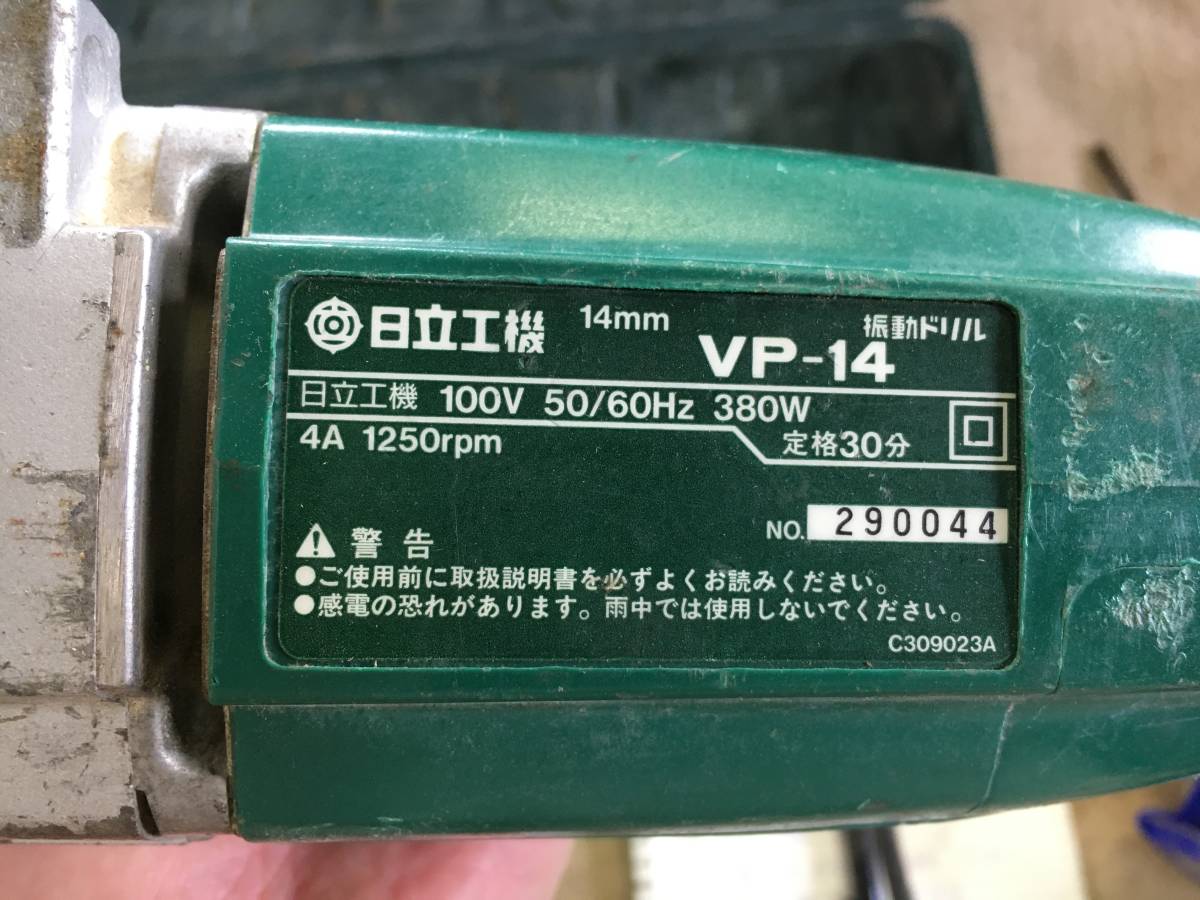 日立工機 14mm 振動ドリル
VP-14
日立工機 100V 50/60Hz 380W
4A 1250rpm 定格30分
NO. 290044
警告
●ご使用前に取扱説明書を必ずよくお読みください。
●感電の恐れがあります。雨中では使用しないでください。
C309023A